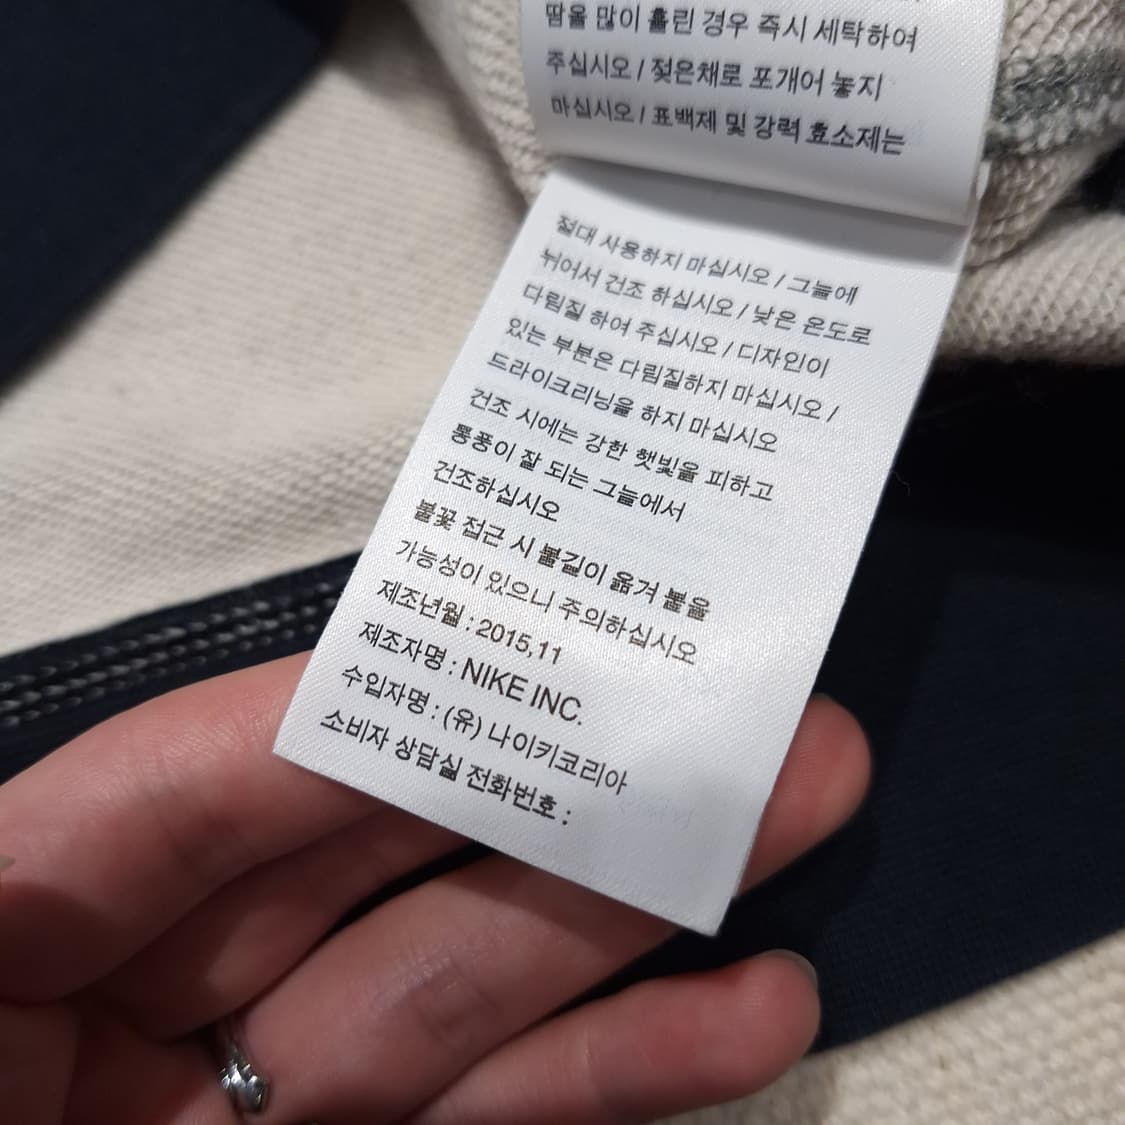 땀을 많이 흘린 경우 즉시 세탁하여
주십시오 / 젖은채로 포개어 놓지
마십시오 / 표백제 및 강력 효소제는
절대 사용하지 마십시오 / 그늘에
뉘어서 건조 하십시오 / 낮은 온도로
다림질 하여 주십시오 / 디자인이
있는 부분은 다림질하지 마십시오 /
드라이크리닝을 하지 마십시오
건조 시에는 강한 햇빛을 피하고
통풍이 잘 되는 그늘에서
건조하십시오
불꽃 접근 시 불길이 옮겨 붙을
가능성이 있으니 주의하십시오
제조년월 : 2015,11
제조자명 : NIKE INC.
수입자명 : (유) 나이키코리아
소비자 상담실 전화번호 :